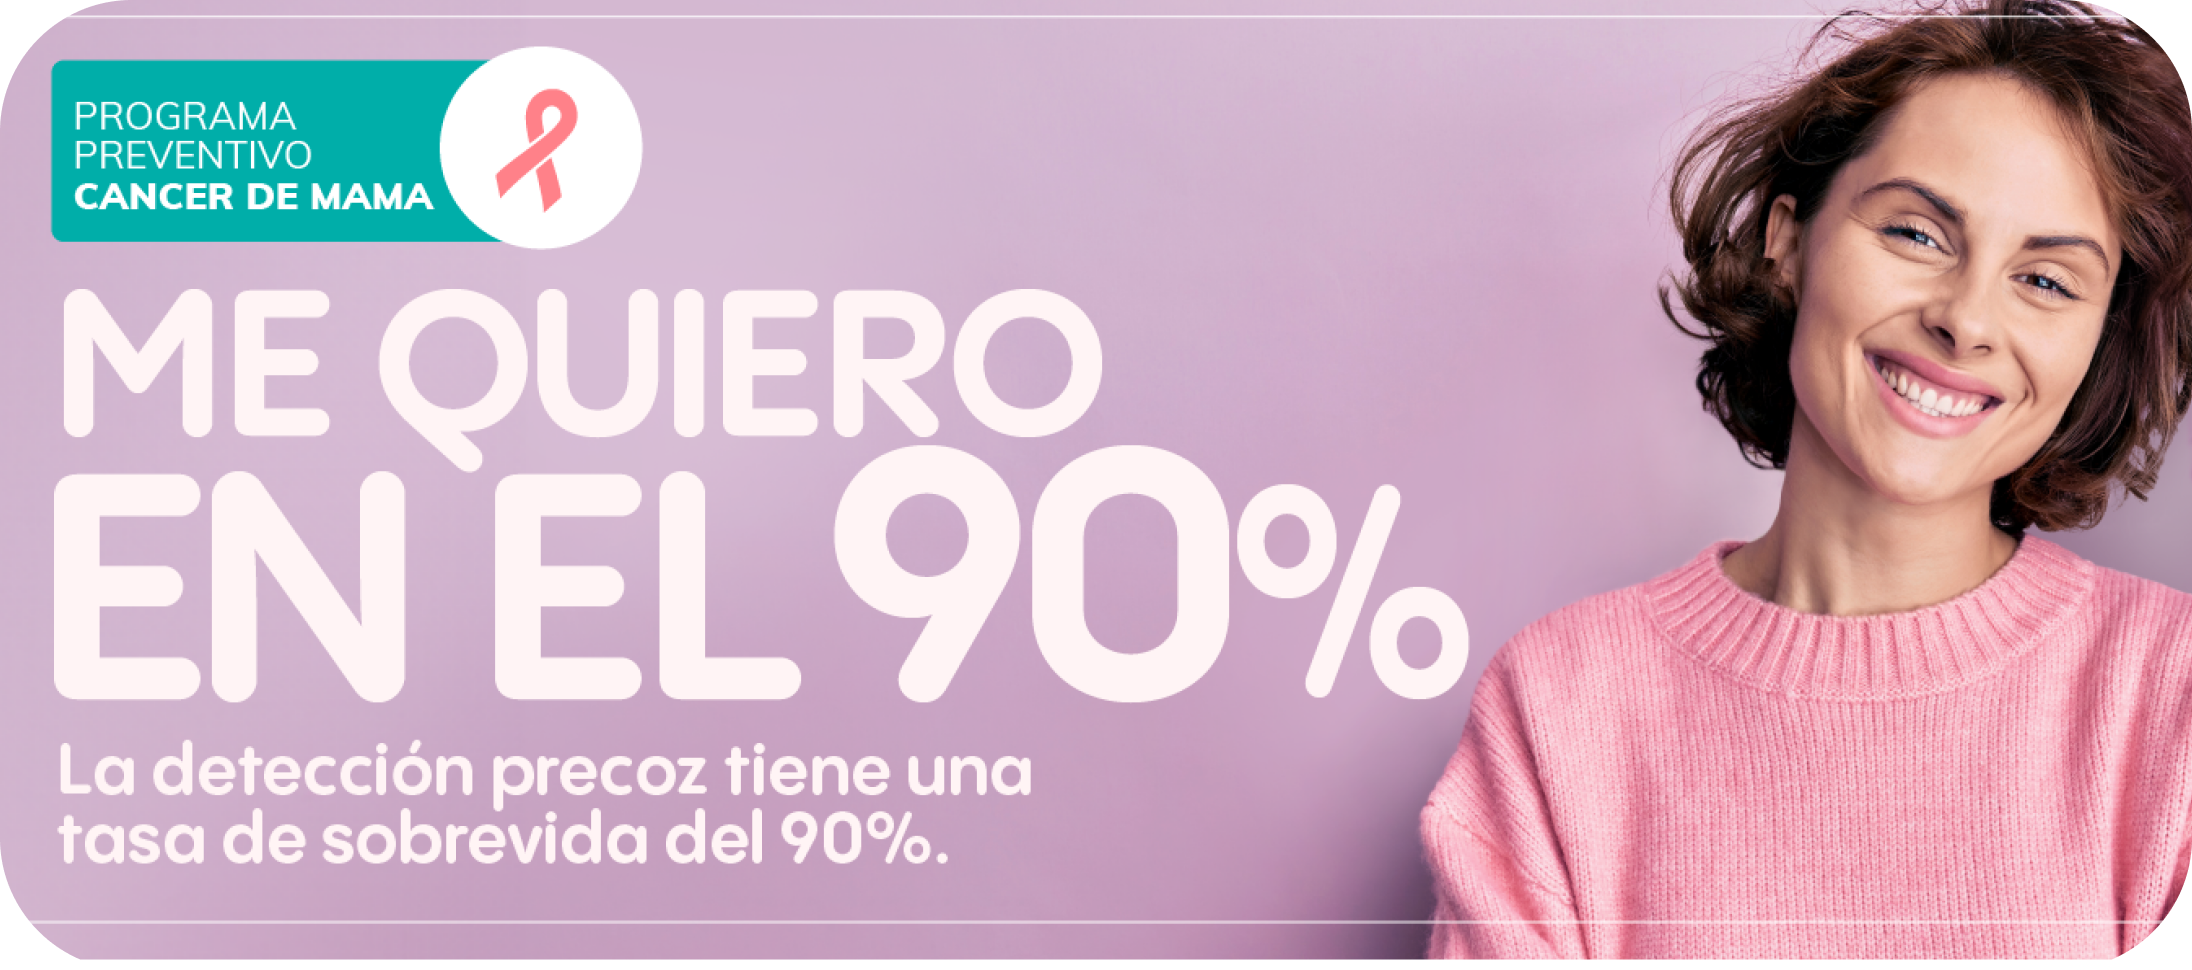 PROGRAMA
PREVENTIVO
CANCER DE MAMA
ME QUIERO
EN EL 90%
La detección precoz tiene una
tasa de sobrevida del 90%.